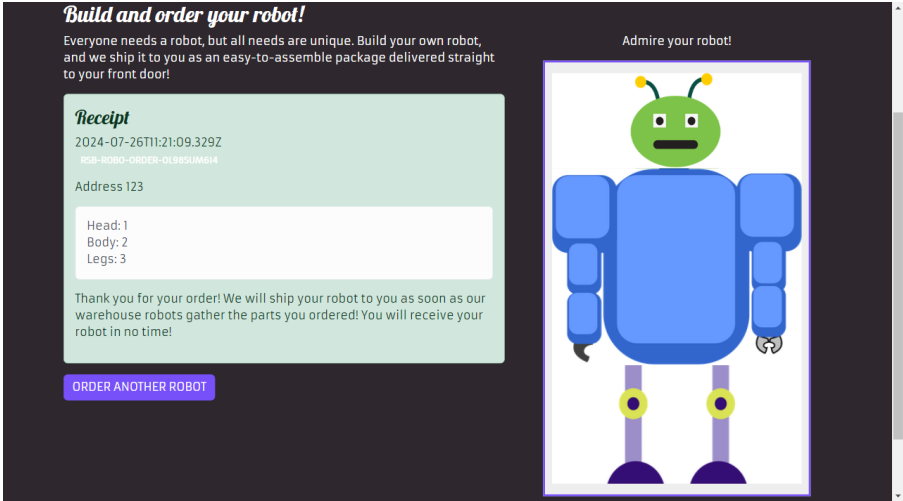 Build and order your robot!
Everyone needs a robot, but all needs are unique. Build your own robot,
and we ship it to you as an easy-to-assemble package delivered straight
to your front door!
Receipt
2024-07-26T11:21:09.329Z
RSB-ROBO-ORDER-OL985UM6I4
Address 123
Head: 1
Body: 2
Legs: 3
Thank you for your order! We will ship your robot to you as soon as our
warehouse robots gather the parts you ordered! You will receive your
robot in no time!
ORDER ANOTHER ROBOT
Admire your robot!